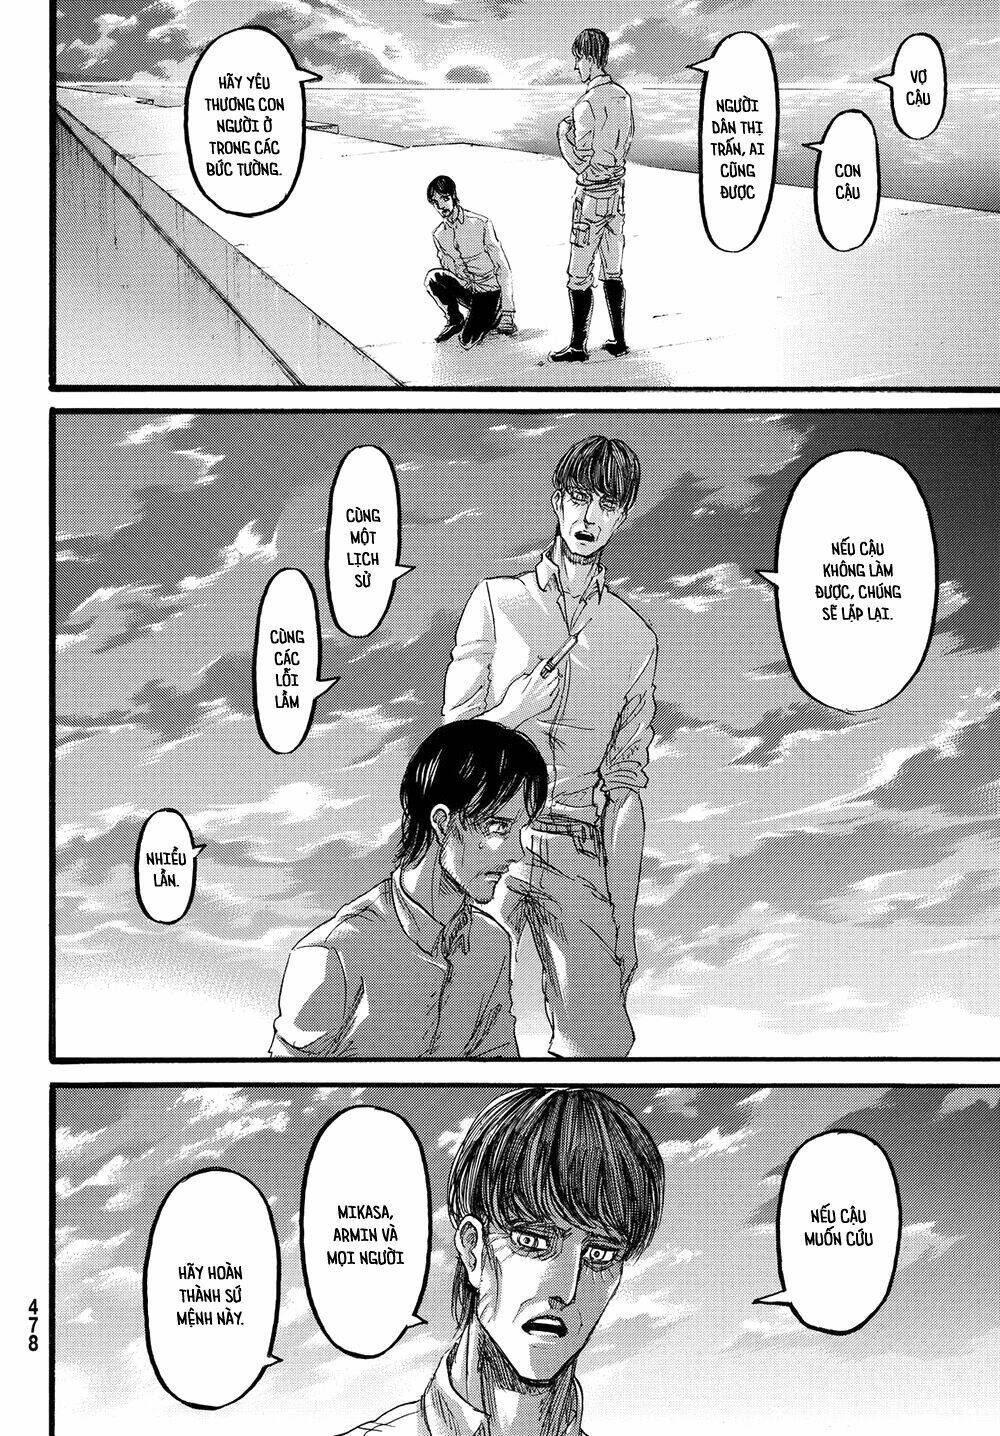 VỢ
CẬU
CON
CẬU
NGƯỜI
DÂN THỊ
TRẤN, AI
CŨNG
ĐƯỢC
HÃY YÊU
THƯƠNG CON
NGƯỜI Ở
TRONG CÁC
BỨC TƯỜNG.
NẾU CẬU
KHÔNG LÀM
ĐƯỢC, CHÚNG
SẼ LẶP LẠI.
CÙNG
MỘT
LỊCH
SỬ
CÙNG
CÁC
LỖI
LẦM
NHIỀU
LẦN.
NẾU CẬU
MUỐN CỨU
MIKASA,
ARMIN VÀ
MỌI NGƯỜI
HÃY HOÀN
THÀNH SỨ
MỆNH NÀY.
478